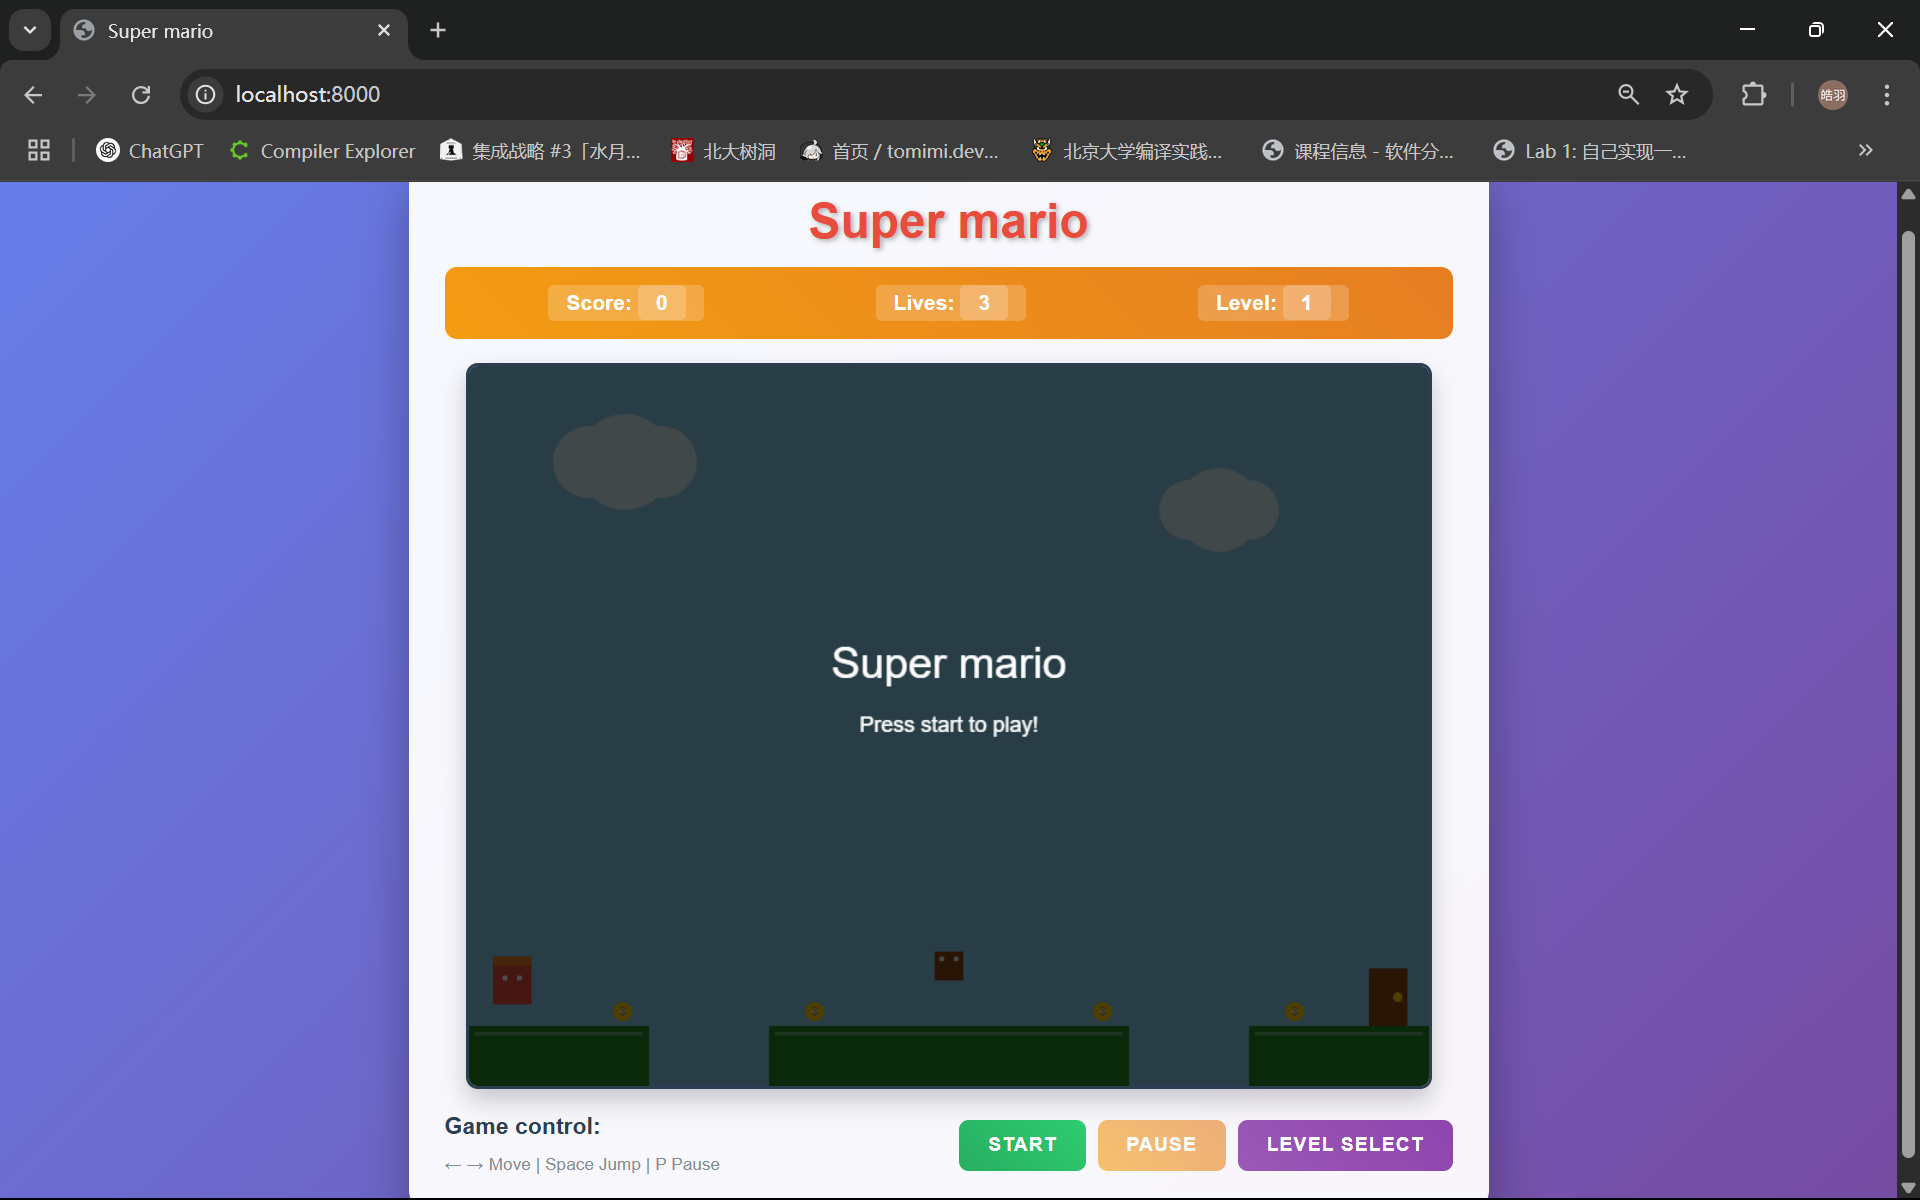 Super mario
localhost:8000
皓羽
ChatGPT
Compiler Explorer
集成战略 #3「水月...
北大树洞
首页 / tomimi.dev...
北京大学编译实践...
课程信息 - 软件分...
Lab 1: 自己实现一...
Super mario
Score: 0
Lives: 3
Level: 1
Super mario
Press start to play!
Game control:
←→ Move | Space Jump | P Pause
START
PAUSE
LEVEL SELECT